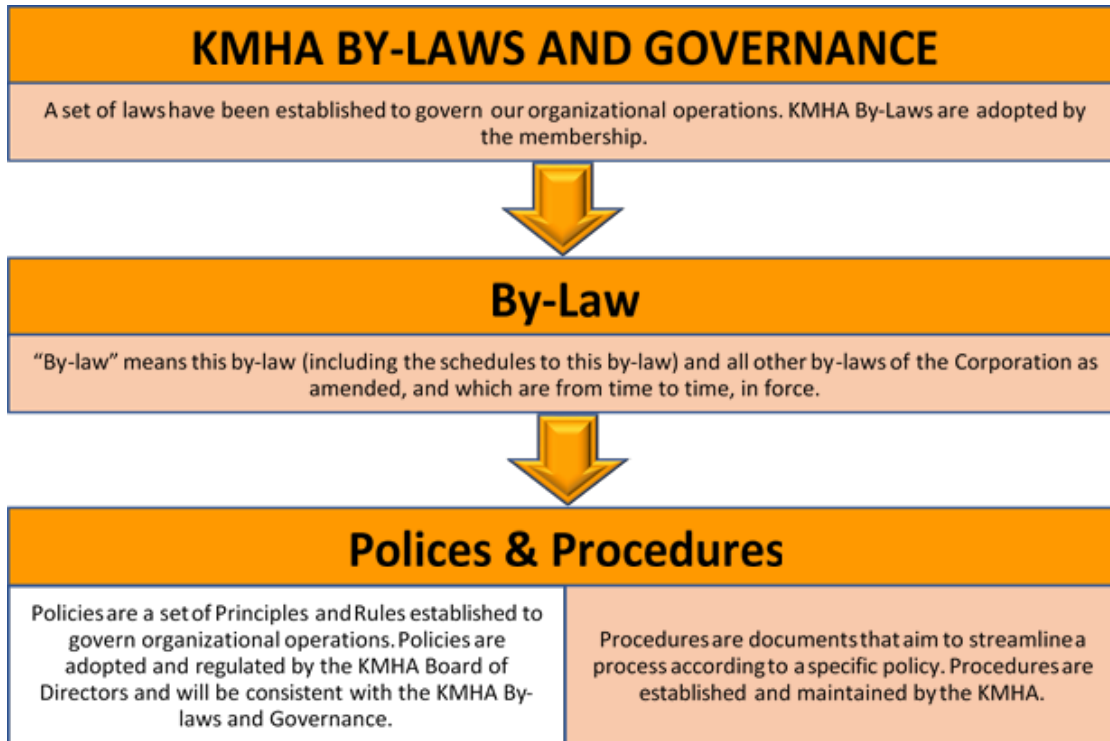 KMHA BY-LAWS AND GOVERNANCE
A set of laws have been established to govern our organizational operations. KMHA By-Laws are adopted by
the membership.
By-Law
“By-law” means this by-law (including the schedules to this by-law) and all other by-laws of the Corporation as
amended, and which are from time to time, in force.
Polices & Procedures
Policies are a set of Principles and Rules established to
govern organizational operations. Policies are
adopted and regulated by the KMHA Board of
Directors and will be consistent with the KMHA By-
laws and Governance.
Procedures are documents that aim to streamline a
process according to a specific policy. Procedures are
established and maintained by the KMHA.